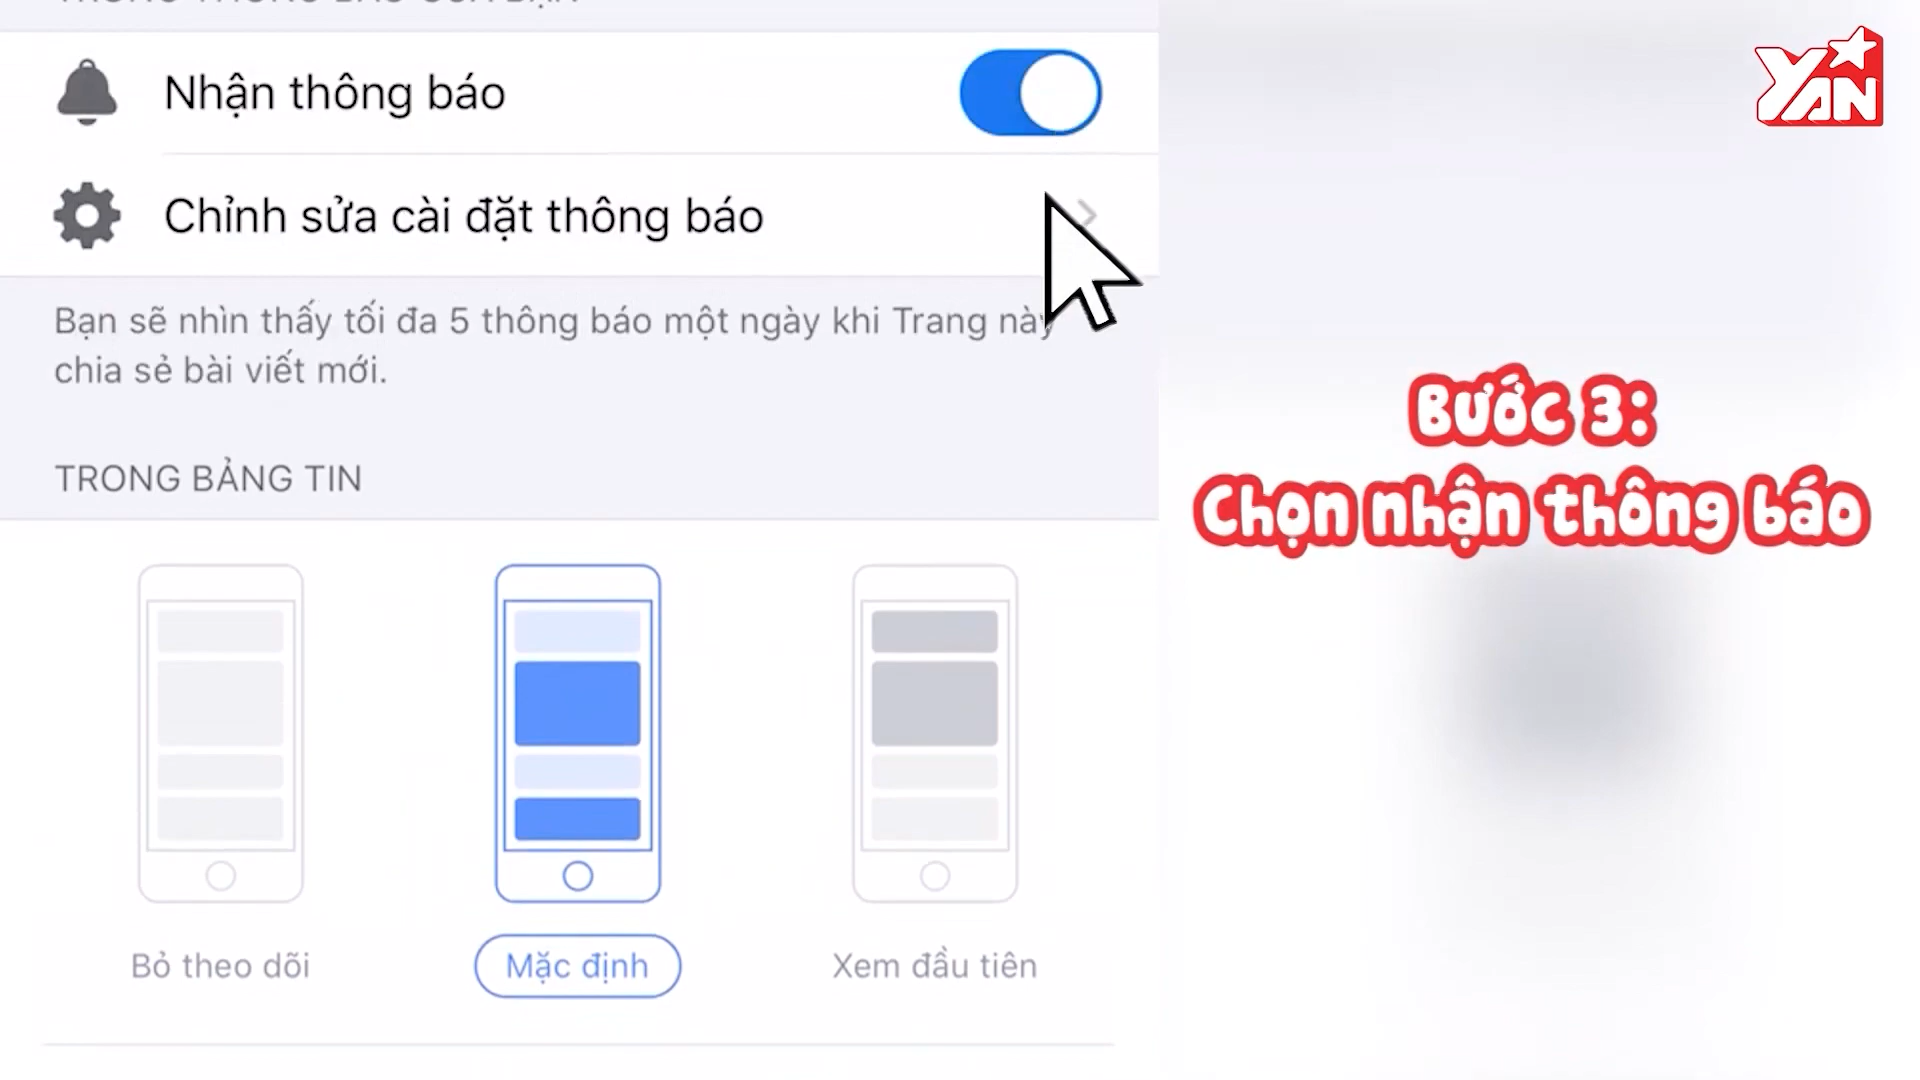 Nhận thông báo
Chỉnh sửa cài đặt thông báo
Bạn sẽ nhìn thấy tối đa 5 thông báo một ngày khi Trang này
chia sẻ bài viết mới.
TRONG BẢNG TIN
Bỏ theo dõi
Mặc định
Xem đầu tiên
YAN
Bước 3:
Chọn nhận thông báo